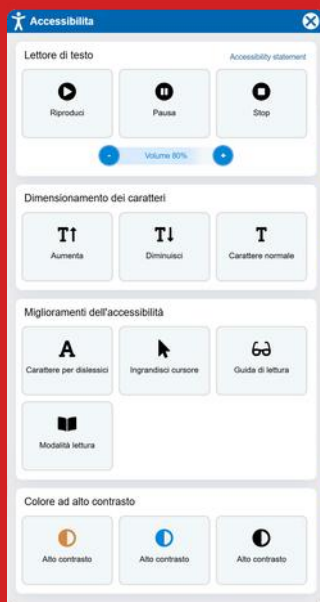 Accessibilita
Lettore di testo
Accessibility statement
Riproduci
Pausa
Stop
-
Volume 80%
+
Dimensionamento dei caratteri
Aumenta
Diminuisci
Carattere normale
Miglioramenti dell'accessibilità
Carattere per dislessici
Ingrandisci cursore
Guida di lettura
Modalità lettura
Colore ad alto contrasto
Alto contrasto
Alto contrasto
Alto contrasto